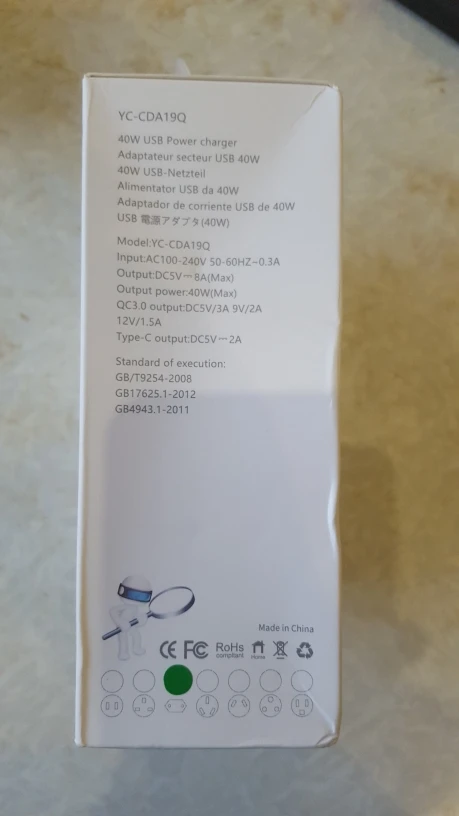 YC-CDA19Q
40W USB Power charger
Adaptateur secteur USB 40W
40W USB-Netzteil
Alimentator USB da 40W
Adaptador de corriente USB de 40W
USB 電源アダプタ(40W)
Model:YC-CDA19Q
Input:AC100-240V 50-60HZ~0.3A
Output:DC5V⎓8A(Max)
Output power:40W(Max)
QC3.0 output:DC5V/3A 9V/2A
12V/1.5A
Type-C output:DC5V⎓2A
Standard of execution:
GB/T9254-2008
GB17625.1-2012
GB4943.1-2011
Made in China
CE FC RoHs
compliant Home